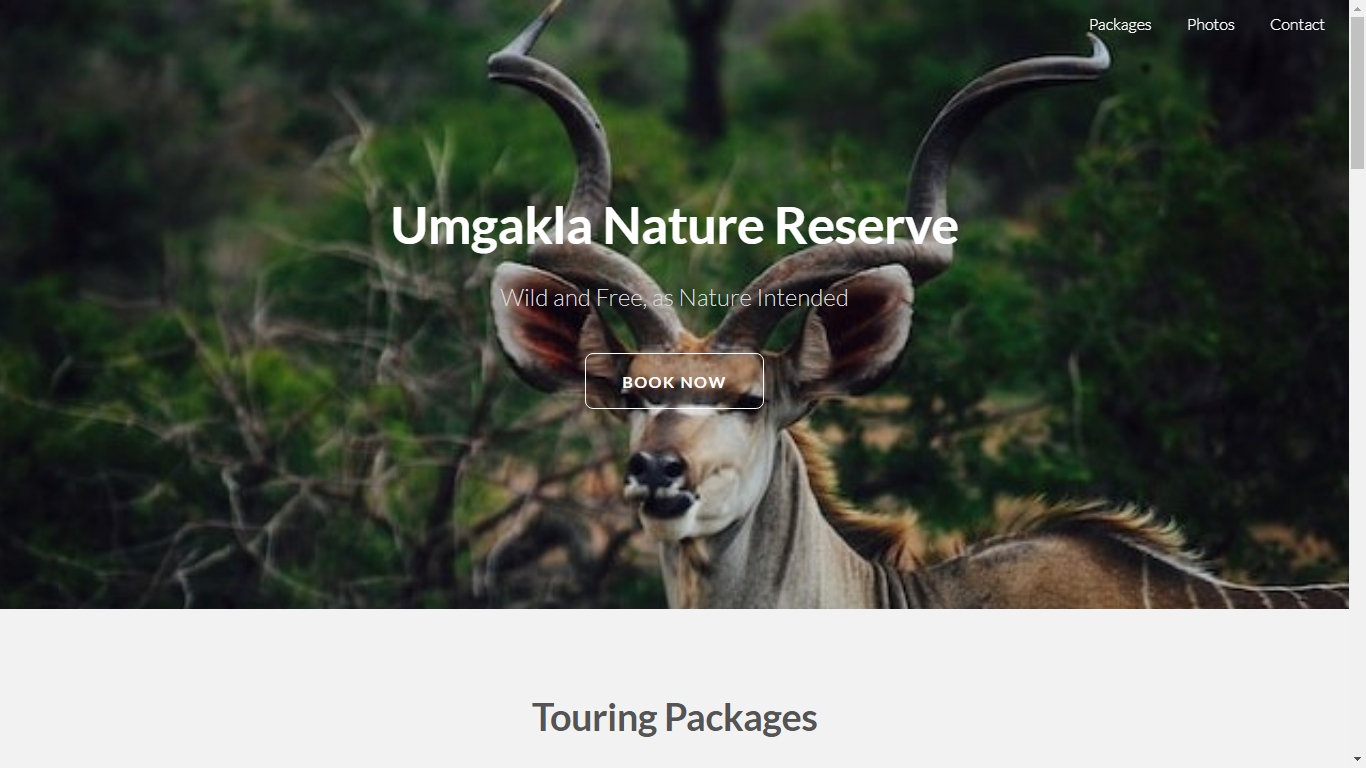 Packages Photos Contact
Umgakla Nature Reserve
Wild and Free, as Nature Intended
BOOK NOW
Touring Packages